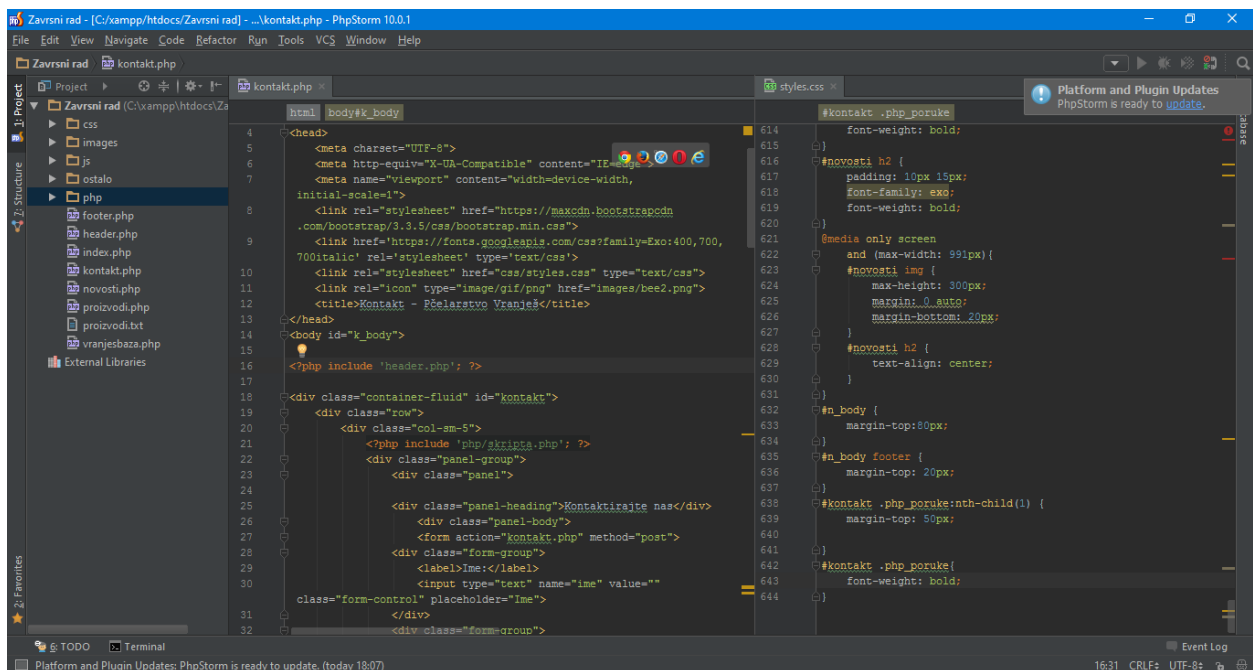 Zavrsni rad - [C:/xampp/htdocs/Zavrsni rad] - ...\kontakt.php - PhpStorm 10.0.1
File Edit View Navigate Code Refactor Run Tools VCS Window Help
Zavrsni rad kontakt.php
1: Project
7: Structure
2: Favorites
Project
Zavrsni rad (C:\xampp\htdocs\Za
css
images
js
ostalo
php
footer.php
header.php
index.php
kontakt.php
novosti.php
proizvodi.php
proizvodi.txt
vranjesbaza.php
External Libraries
kontakt.php
html body#k_body
4 <head>
5 <meta charset="UTF-8">
6 <meta http-equiv="X-UA-Compatible" content="IE=edge">
7 <meta name="viewport" content="width=device-width,
initial-scale=1">
8 <link rel="stylesheet" href="https://maxcdn.bootstrapcdn
.com/bootstrap/3.3.5/css/bootstrap.min.css">
9 <link href='https://fonts.googleapis.com/css?family=Exo:400,700,
700italic' rel='stylesheet' type='text/css'>
10 <link rel="stylesheet" href="css/styles.css" type="text/css">
11 <link rel="icon" type="image/gif/png" href="images/bee2.png">
12 <title>Kontakt - Pčelarstvo Vranješ</title>
13 </head>
14 <body id="k_body">
15
16 <?php include 'header.php'; ?>
17
18 <div class="container-fluid" id="kontakt">
19 <div class="row">
20 <div class="col-sm-5">
21 <?php include 'php/skripta.php'; ?>
22 <div class="panel-group">
23 <div class="panel">
24
25 <div class="panel-heading">Kontaktirajte nas</div>
26 <div class="panel-body">
27 <form action="kontakt.php" method="post">
28 <div class="form-group">
29 <label>Ime:</label>
30 <input type="text" name="ime" value=""
class="form-control" placeholder="Ime">
31 </div>
32 <div class="form-group">
styles.css
#kontakt .php_poruke
614 font-weight: bold;
615 }
616 #novosti h2 {
617 padding: 10px 15px;
618 font-family: exo;
619 font-weight: bold;
620 }
621 @media only screen
622 and (max-width: 991px){
623 #novosti img {
624 max-height: 300px;
625 margin: 0 auto;
626 margin-bottom: 20px;
627 }
628 #novosti h2 {
629 text-align: center;
630 }
631 }
632 #n_body {
633 margin-top:80px;
634 }
635 #n_body footer {
636 margin-top: 20px;
637 }
638 #kontakt .php_poruke:nth-child(1) {
639 margin-top: 50px;
640
641 }
642 #kontakt .php_poruke{
643 font-weight: bold;
644 }
Platform and Plugin Updates
PhpStorm is ready to update.
abase
6: TODO Terminal Event Log
Platform and Plugin Updates: PhpStorm is ready to update. (today 18:07) 16:31 CRLF UTF-8